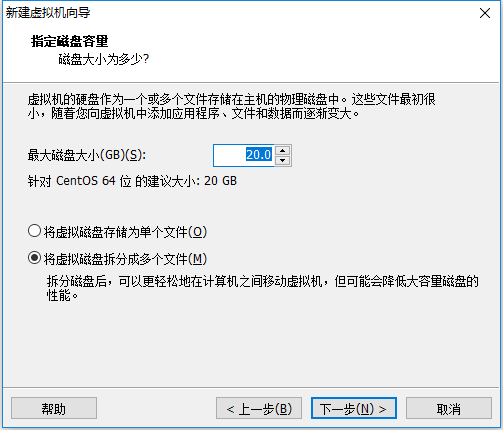 新建虚拟机向导
指定磁盘容量
磁盘大小为多少?
虚拟机的硬盘作为一个或多个文件存储在主机的物理磁盘中。这些文件最初很
小，随着您向虚拟机中添加应用程序、文件和数据而逐渐变大。
最大磁盘大小(GB)(S): 20.0
针对 CentOS 64 位 的建议大小: 20 GB
将虚拟磁盘存储为单个文件(O)
将虚拟磁盘拆分成多个文件(M)
拆分磁盘后，可以更轻松地在计算机之间移动虚拟机，但可能会降低大容量磁盘的
性能。
帮助 < 上一步(B) 下一步(N) > 取消